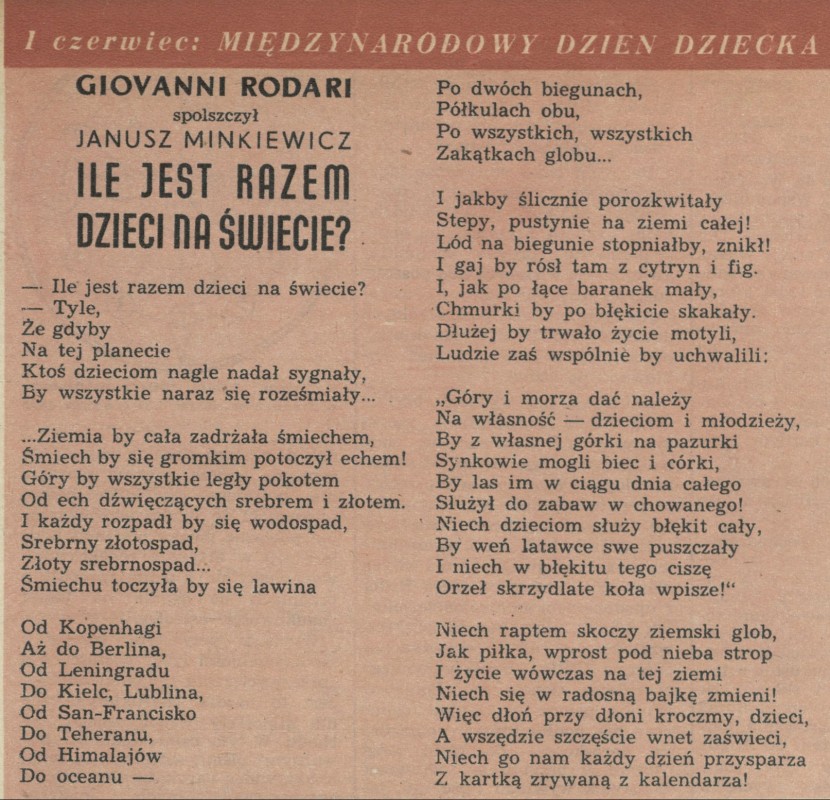 I czerwiec: MIĘDZYNARODOWY DZIEN DZIECKA
GIOVANNI RODARI
spolszczył
JANUSZ MINKIEWICZ
ILE JEST RAZEM
DZIECI NA ŚWIECIE?
— Ile jest razem dzieci na świecie?
— Tyle,
Że gdyby
Na tej planecie
Ktoś dzieciom nagle nadał sygnały,
By wszystkie naraz się roześmiały...
...Ziemia by cała zadrżała śmiechem,
Śmiech by się gromkim potoczył echem!
Góry by wszystkie legły pokotem
Od ech dźwięczących srebrem i złotem.
I każdy rozpadł by się wodospad,
Srebrny złotospad,
Złoty srebrnospad...
Śmiechu toczyła by się lawina
Od Kopenhagi
Aż do Berlina,
Od Leningradu
Do Kielc, Lublina,
Od San-Francisko
Do Teheranu,
Od Himalajów
Do oceanu —
Po dwóch biegunach,
Półkulach obu,
Po wszystkich, wszystkich
Zakątkach globu...
I jakby ślicznie porozkwitały
Stepy, pustynie na ziemi całej!
Lód na biegunie stopniałby, znikł!
I gaj by rósł tam z cytryn i fig.
I, jak po łące baranek mały,
Chmurki by po błękicie skakały.
Dłużej by trwało życie motyli,
Ludzie zaś wspólnie by uchwalili:
„Góry i morza dać należy
Na własność — dzieciom i młodzieży,
By z własnej górki na pazurki
Synkowie mogli biec i córki,
By las im w ciągu dnia całego
Służył do zabaw w chowanego!
Niech dzieciom służy błękit cały,
By weń latawce swe puszczały
I niech w błękitu tego ciszę
Orzeł skrzydlate koła wpisze!“
Niech raptem skoczy ziemski glob,
Jak piłka, wprost pod nieba strop
I życie wówczas na tej ziemi
Niech się w radosną bajkę zmieni!
Więc dłoń przy dłoni kroczmy, dzieci,
A wszędzie szczęście wnet zaświeci,
Niech go nam każdy dzień przysparza
Z kartką zrywaną z kalendarza!